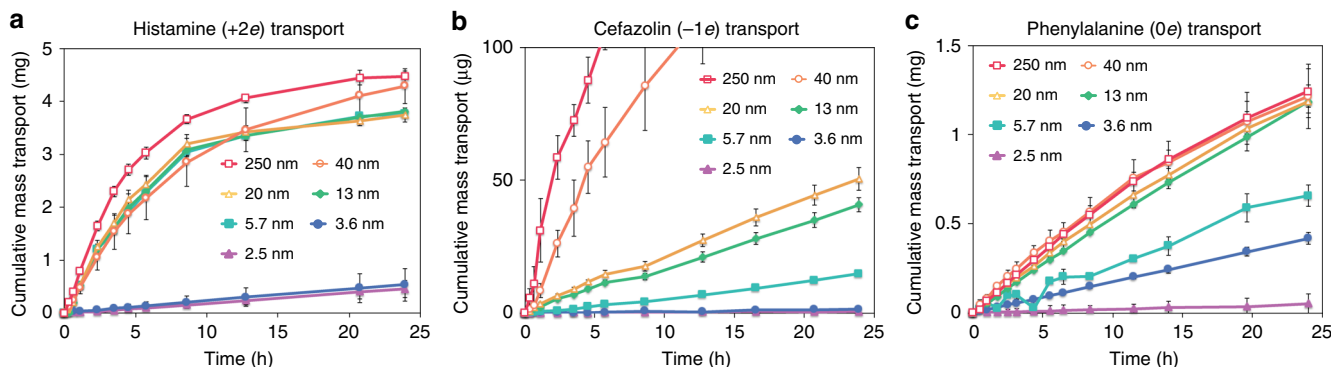 a
Histamine (+2e) transport
Cumulative mass transport (mg)
5
4
3
2
1
0
0 5 10 15 20 25
Time (h)
250 nm 40 nm
20 nm 13 nm
5.7 nm 3.6 nm
2.5 nm
b
Cefazolin (–1e) transport
Cumulative mass transport (µg)
100
50
0
0 5 10 15 20 25
Time (h)
250 nm 40 nm
20 nm 13 nm
5.7 nm 3.6 nm
2.5 nm
c
Phenylalanine (0e) transport
Cumulative mass transport (mg)
1.5
1
0.5
0
0 5 10 15 20 25
Time (h)
250 nm 40 nm
20 nm 13 nm
5.7 nm 3.6 nm
2.5 nm